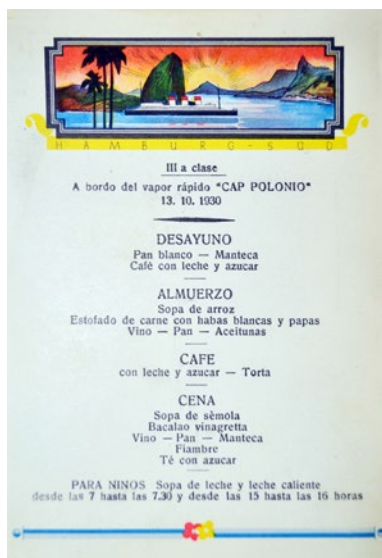 HAMBURG-SÜD
III a clase
A bordo del vapor rápido "CAP POLONIO"
13. 10. 1930
DESAYUNO
Pan blanco — Manteca
Café con leche y azucar
ALMUERZO
Sopa de arroz
Estofado de carne con habas blancas y papas
Vino — Pan — Aceitunas
CAFE
con leche y azucar — Torta
CENA
Sopa de sèmola
Bacalao vinagretta
Vino — Pan — Manteca
Fiambre
Té con azucar
PARA NINOS Sopa de leche y leche caliente
desde las 7 hasta las 7.30 y desde las 15 hasta las 16 horas